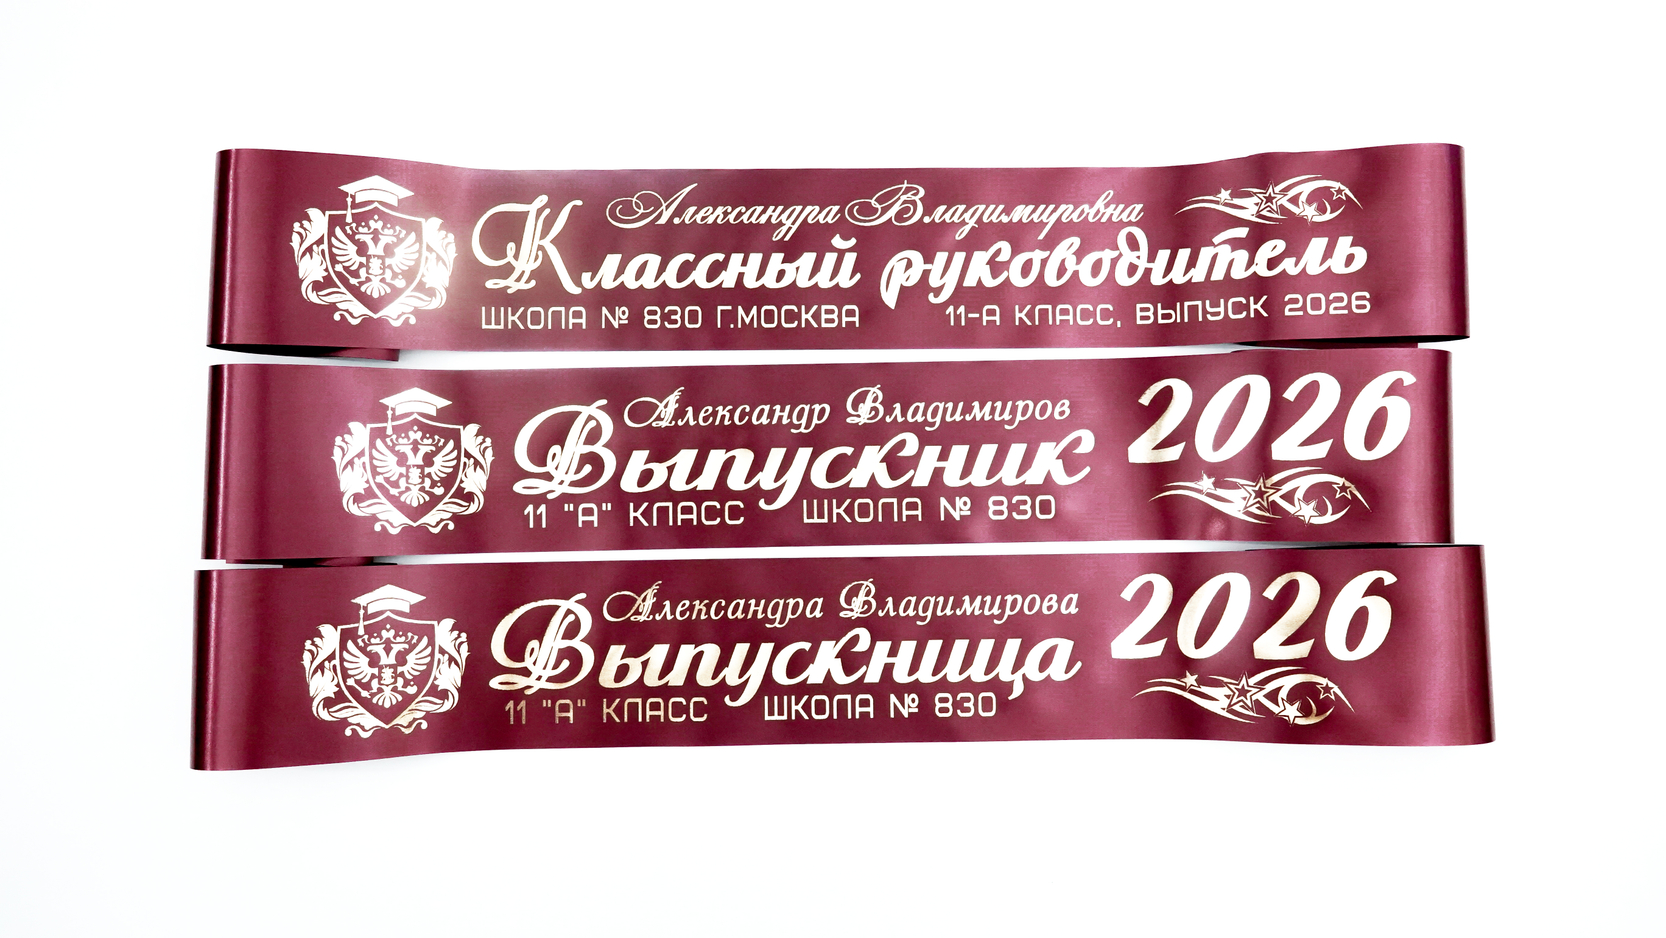 Александра Владимировна
Классный руководитель
ШКОЛА № 830 Г.МОСКВА 11-А КЛАСС, ВЫПУСК 2026
Александр Владимиров
Выпускник 2026
11 "А" КЛАСС ШКОЛА № 830
Александра Владимирова
Выпускница 2026
11 "А" КЛАСС ШКОЛА № 830